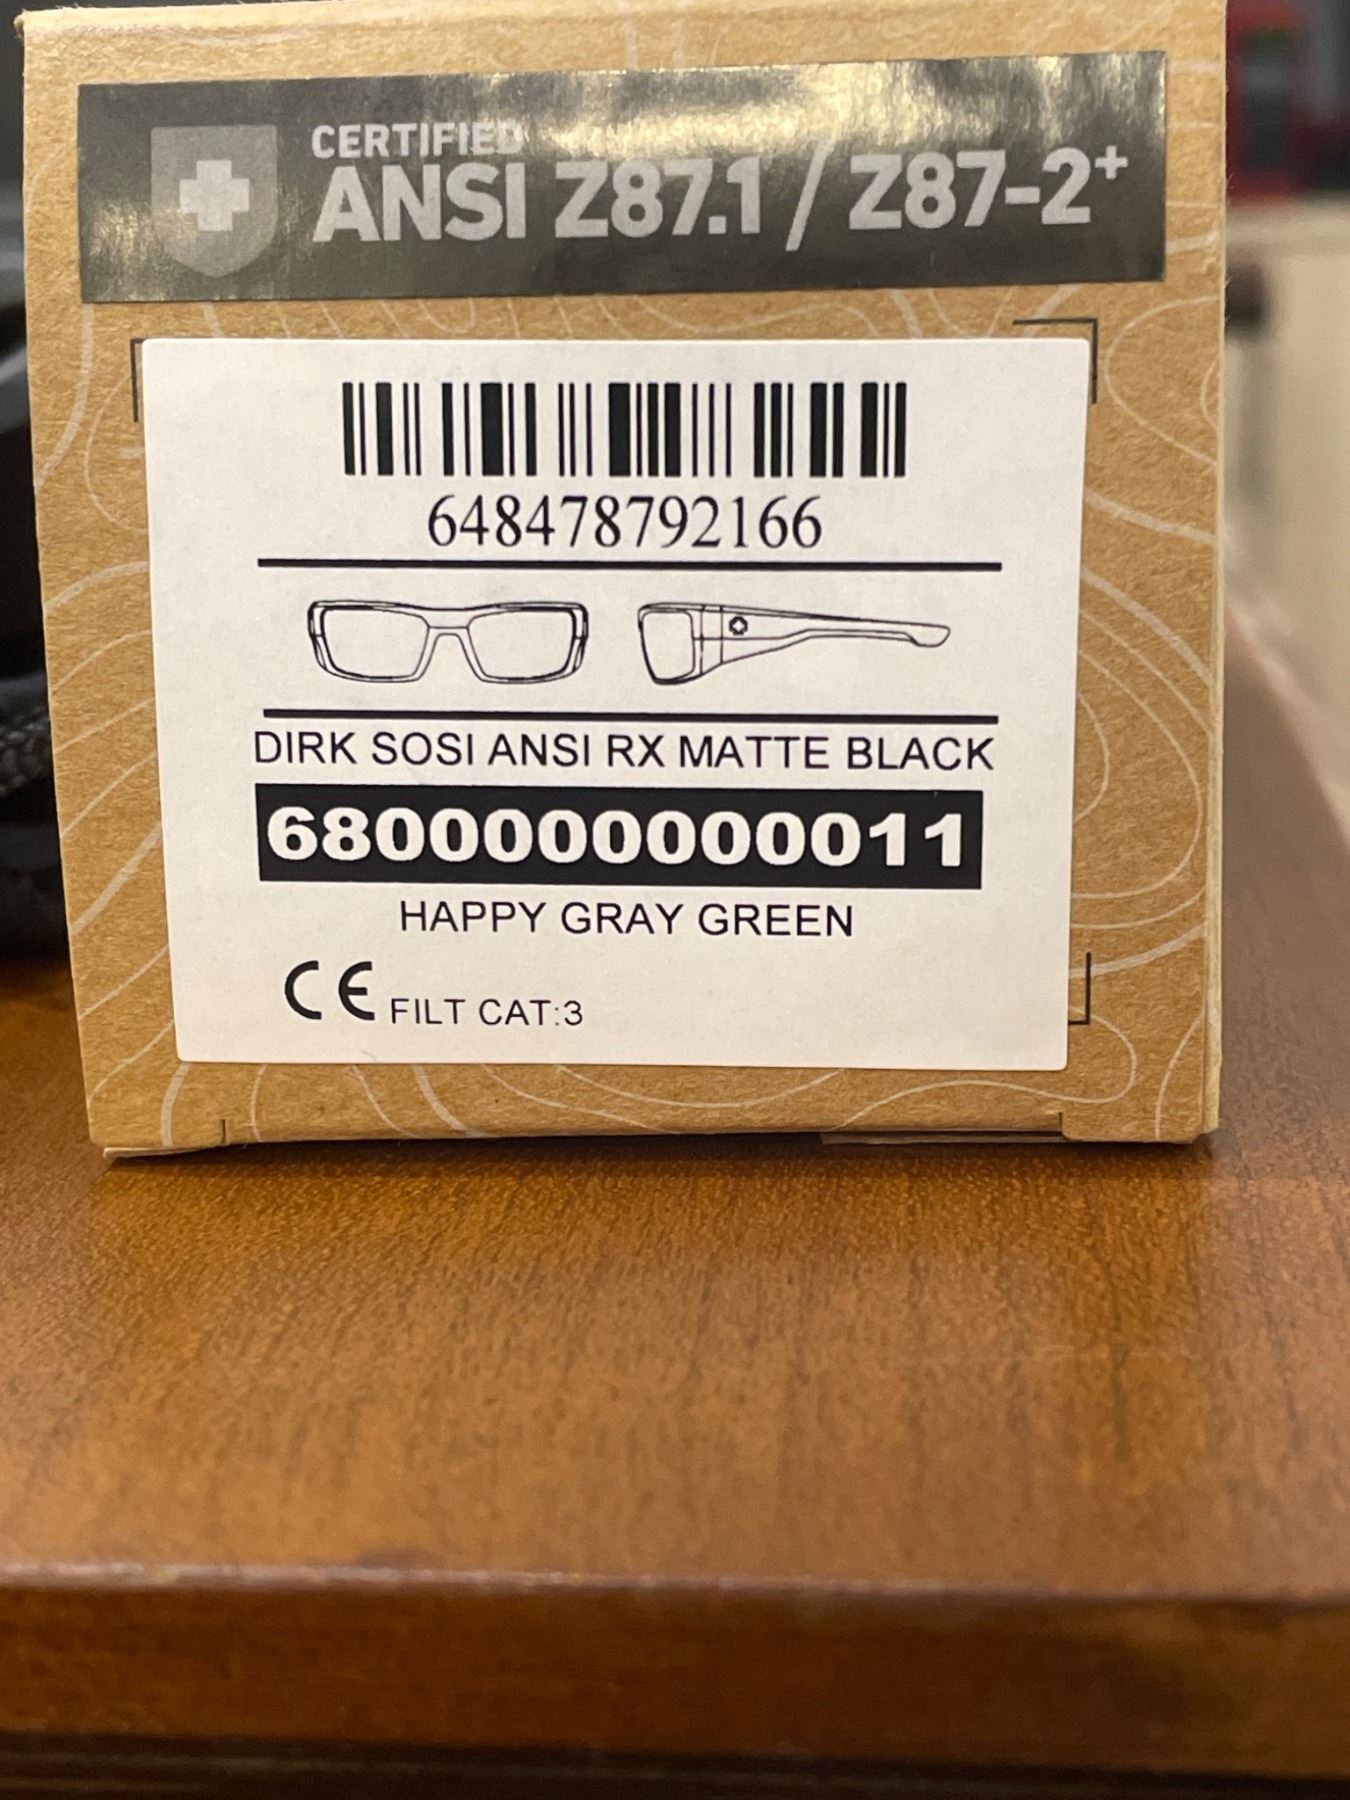 CERTIFIED
ANSI Z87.1 / Z87-2+
648478792166
DIRK SOSI ANSI RX MATTE BLACK
6800000000011
HAPPY GRAY GREEN
CE FILT CAT:3